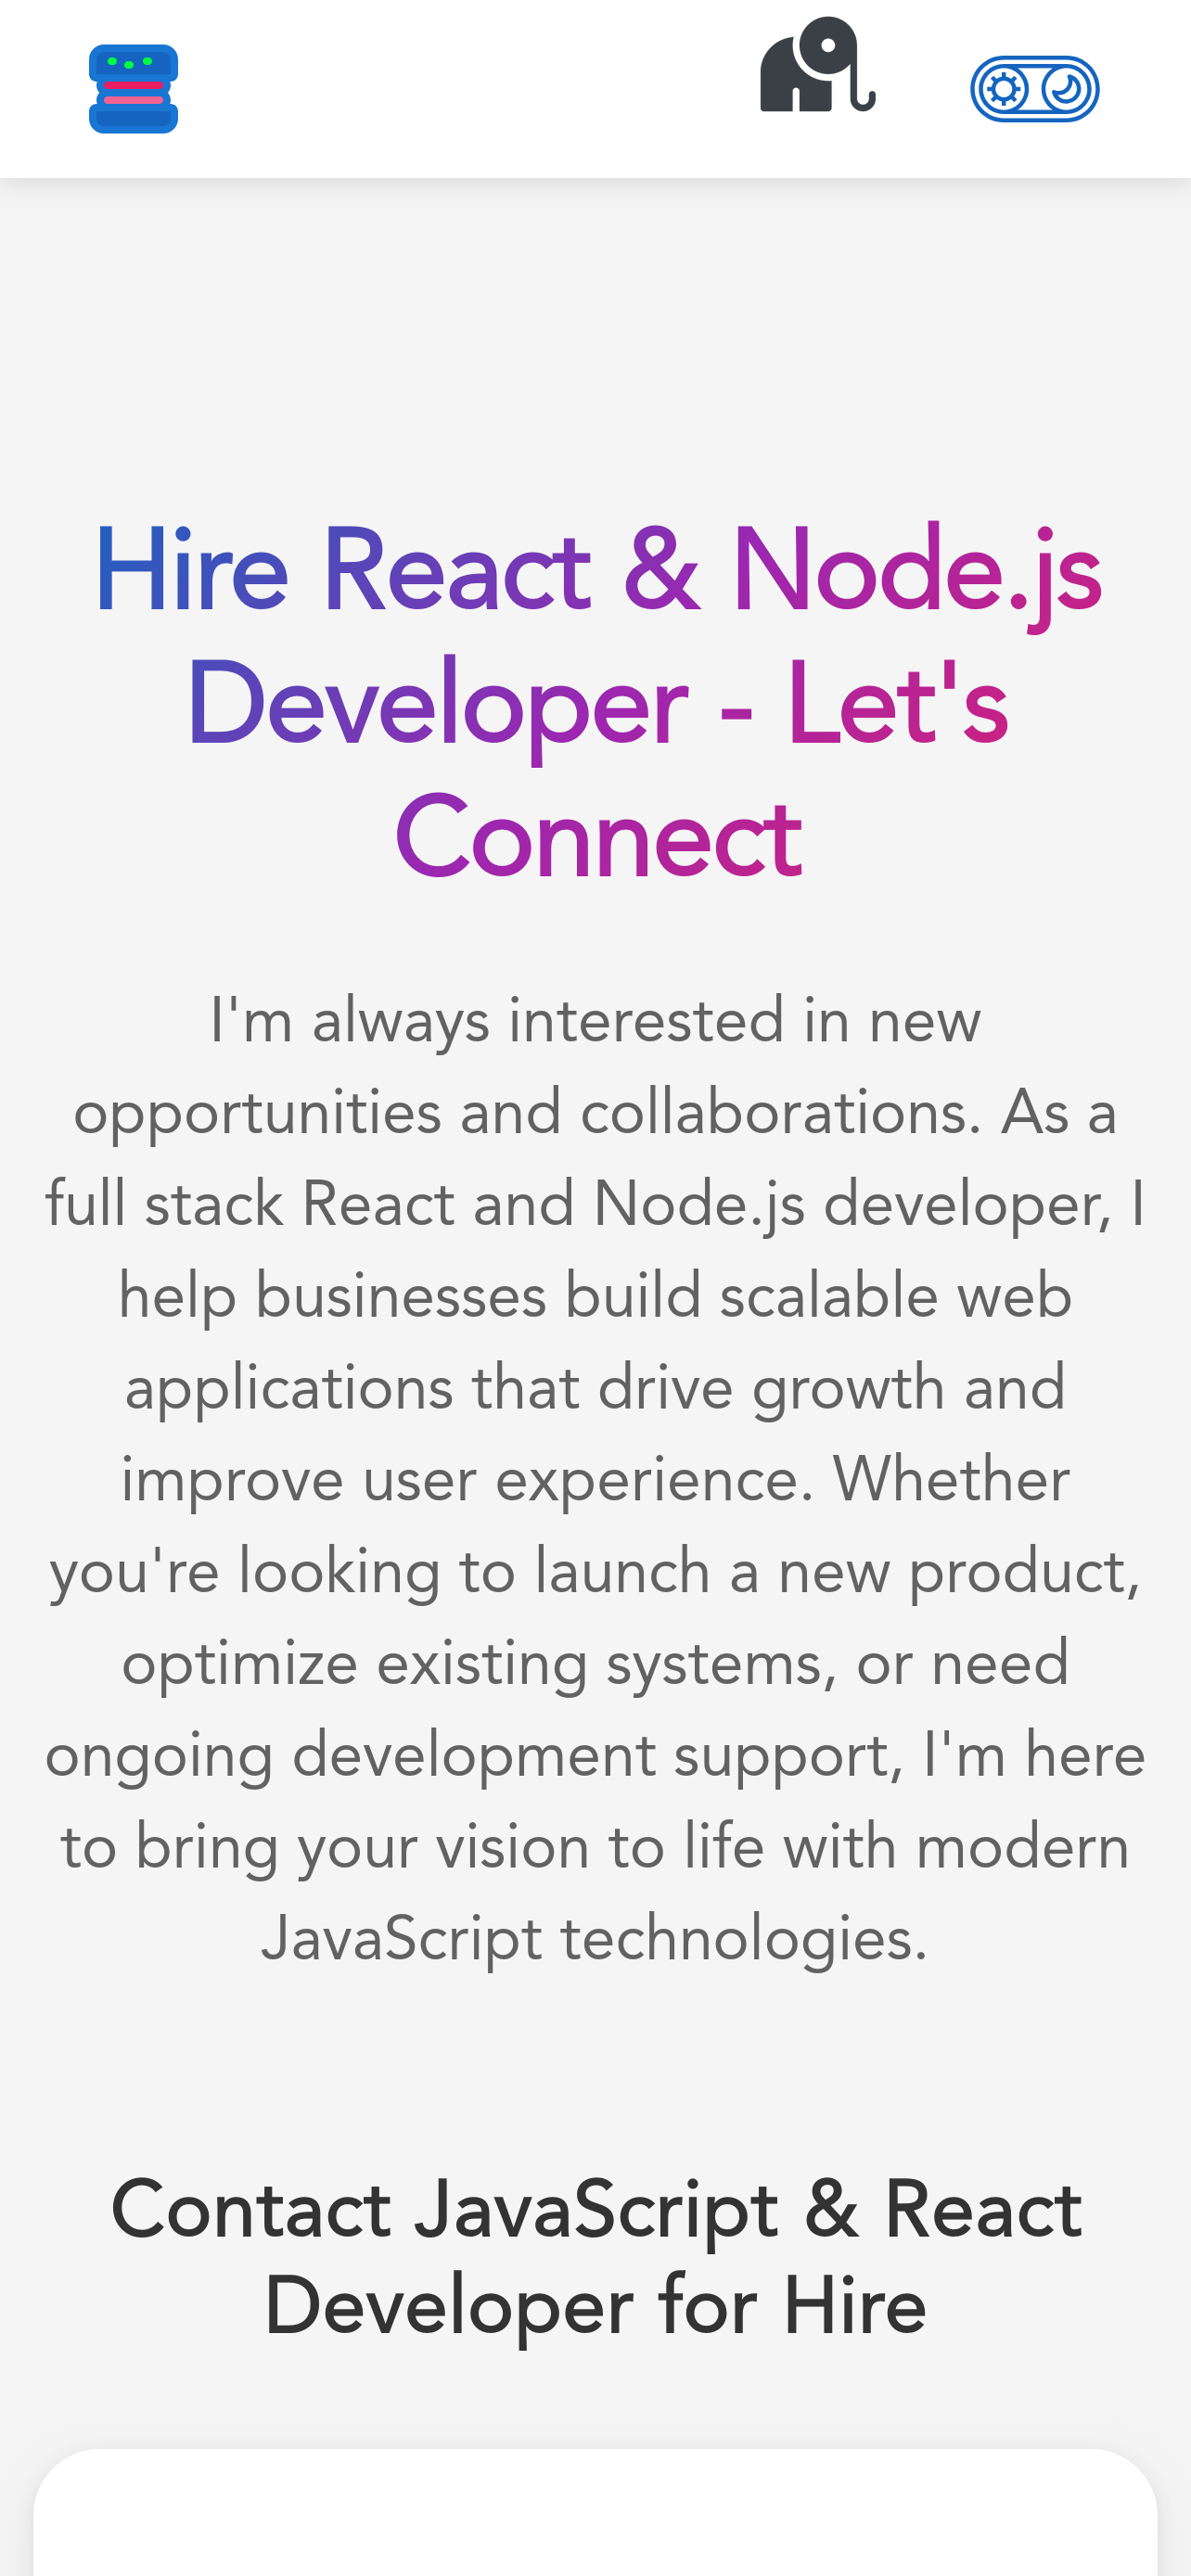 Hire React & Node.js
Developer - Let's
Connect
I'm always interested in new
opportunities and collaborations. As a
full stack React and Node.js developer, I
help businesses build scalable web
applications that drive growth and
improve user experience. Whether
you're looking to launch a new product,
optimize existing systems, or need
ongoing development support, I'm here
to bring your vision to life with modern
JavaScript technologies.
Contact JavaScript & React
Developer for Hire